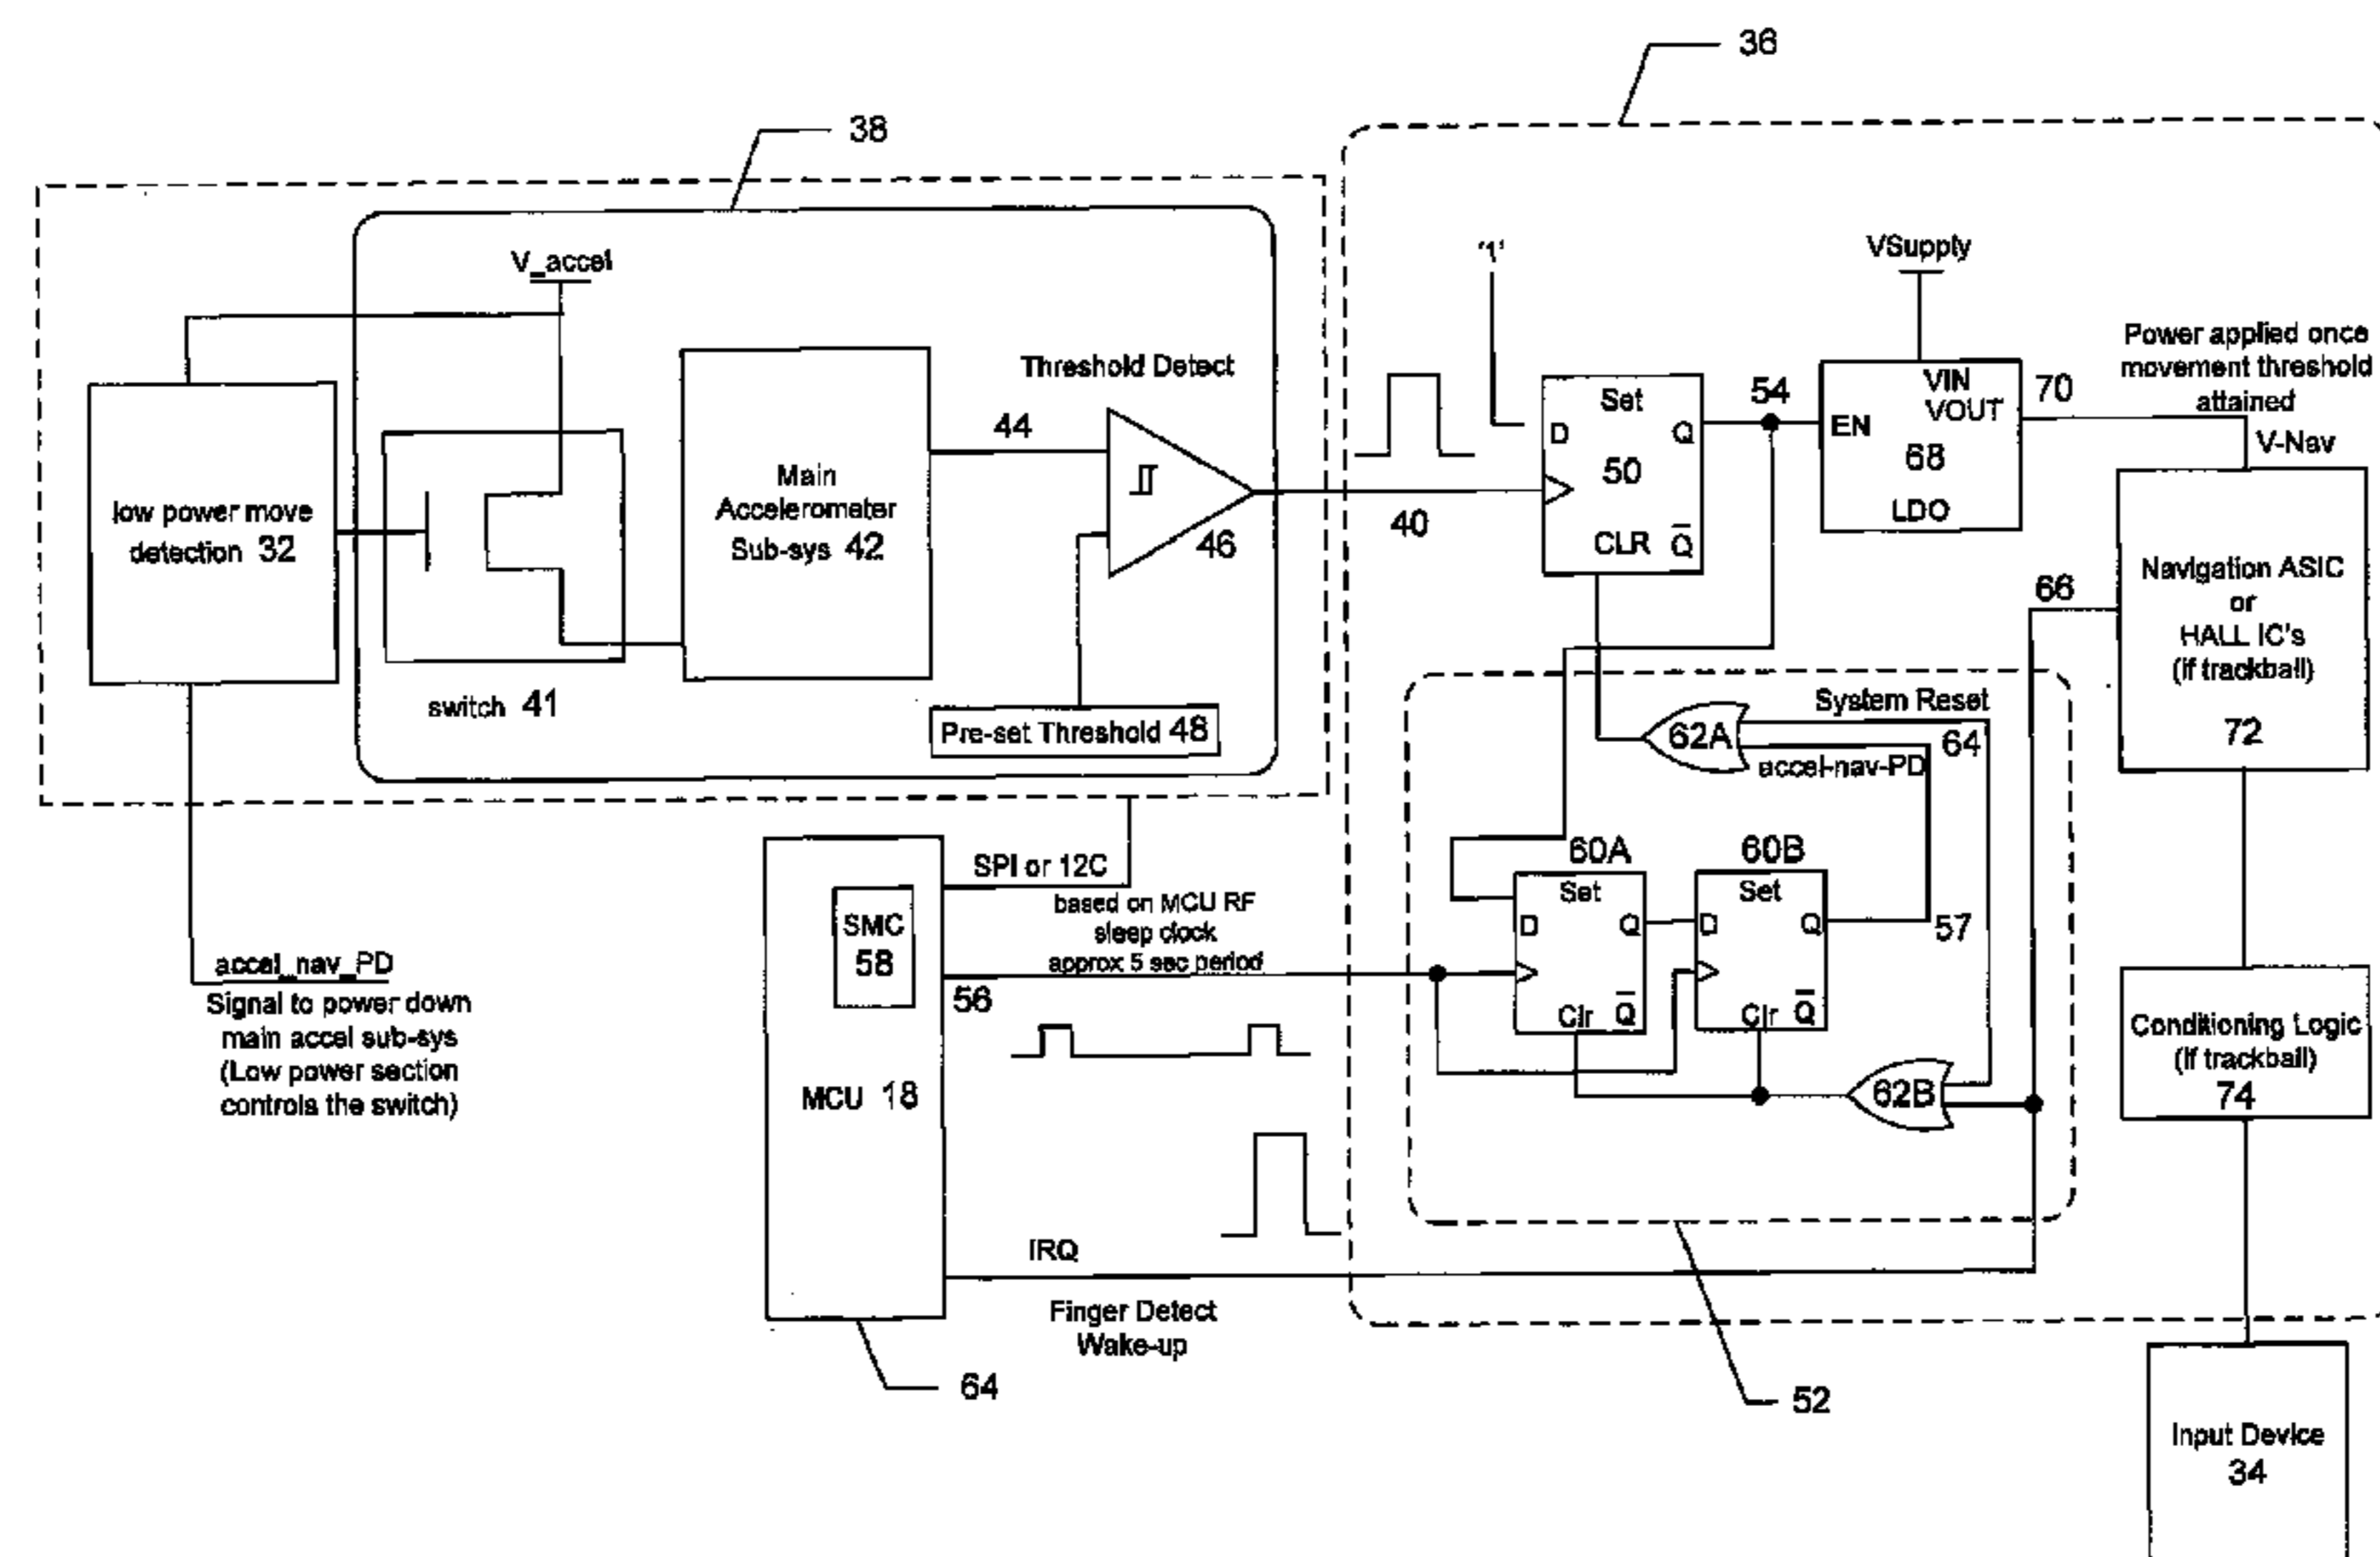 36
38
V_accel
low power move
detection 32
switch 41
Main
Accelerometer
Sub-sys 42
44
Threshold Detect
46
Pre-set Threshold 48
40
'1'
Set
D
Q
50
CLR Q̅
54
VSupply
VIN
VOUT
EN
68
LDO
70
Power applied once
movement threshold
attained
V-Nav
66
Navigation ASIC
or
HALL IC's
(if trackball)
72
System Reset
62A
64
accel-nav-PD
60A
60B
Set
D
Q
Clr Q̅
Set
D
Q
Clr Q̅
57
62B
accel_nav_PD
Signal to power down
main accel sub-sys
(Low power section
controls the switch)
SMC
58
MCU 18
SPI or 12C
based on MCU RF
sleep clock
approx 5 sec period
56
IRQ
Finger Detect
Wake-up
64
52
Conditioning Logic
(if trackball)
74
Input Device
34